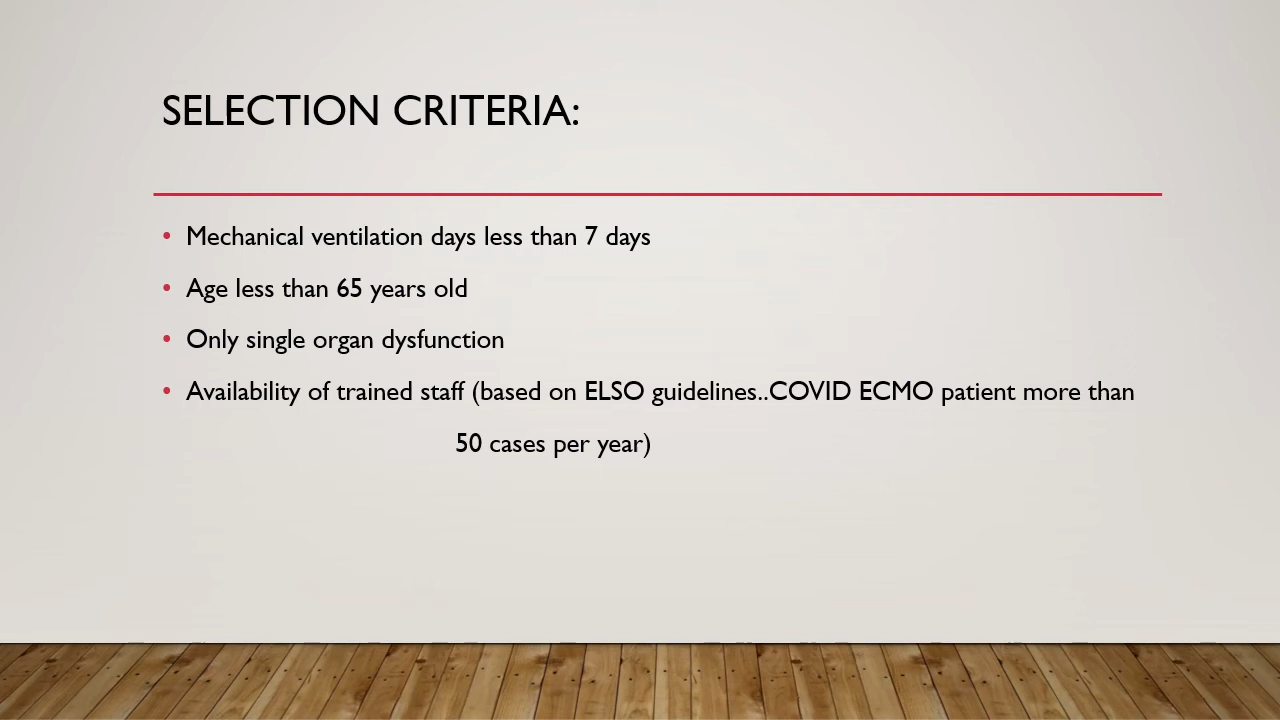 SELECTION CRITERIA:
• Mechanical ventilation days less than 7 days
• Age less than 65 years old
• Only single organ dysfunction
• Availability of trained staff (based on ELSO guidelines..COVID ECMO patient more than
50 cases per year)